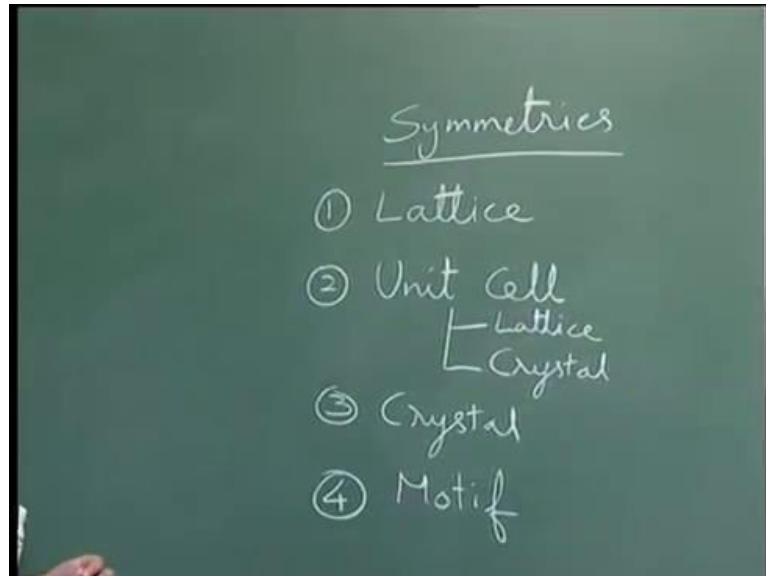 Symmetries
① Lattice
② Unit Cell
Lattice
Crystal
③ Crystal
④ Motif